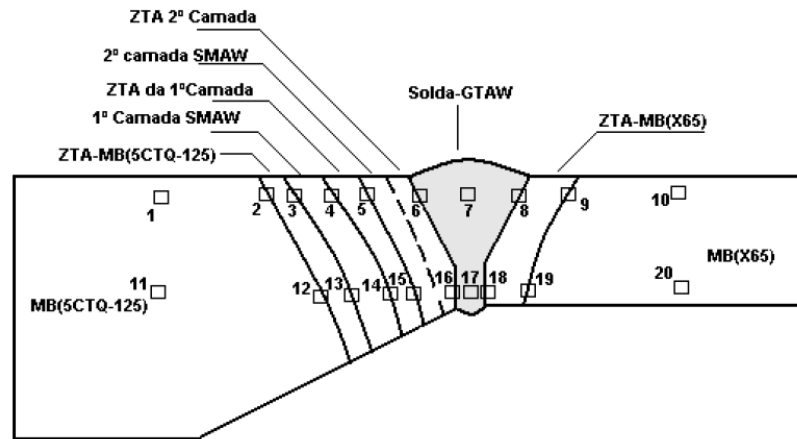 ZTA 2º Camada
2º camada SMAW
ZTA da 1ºCamada
1º Camada SMAW
ZTA-MB(5CTQ-125)
Solda-GTAW
ZTA-MB(X65)
1
2
3
4
5
6
7
8
9
10
MB(X65)
11
12
13
14
15
16
17
18
19
20
MB(5CTQ-125)